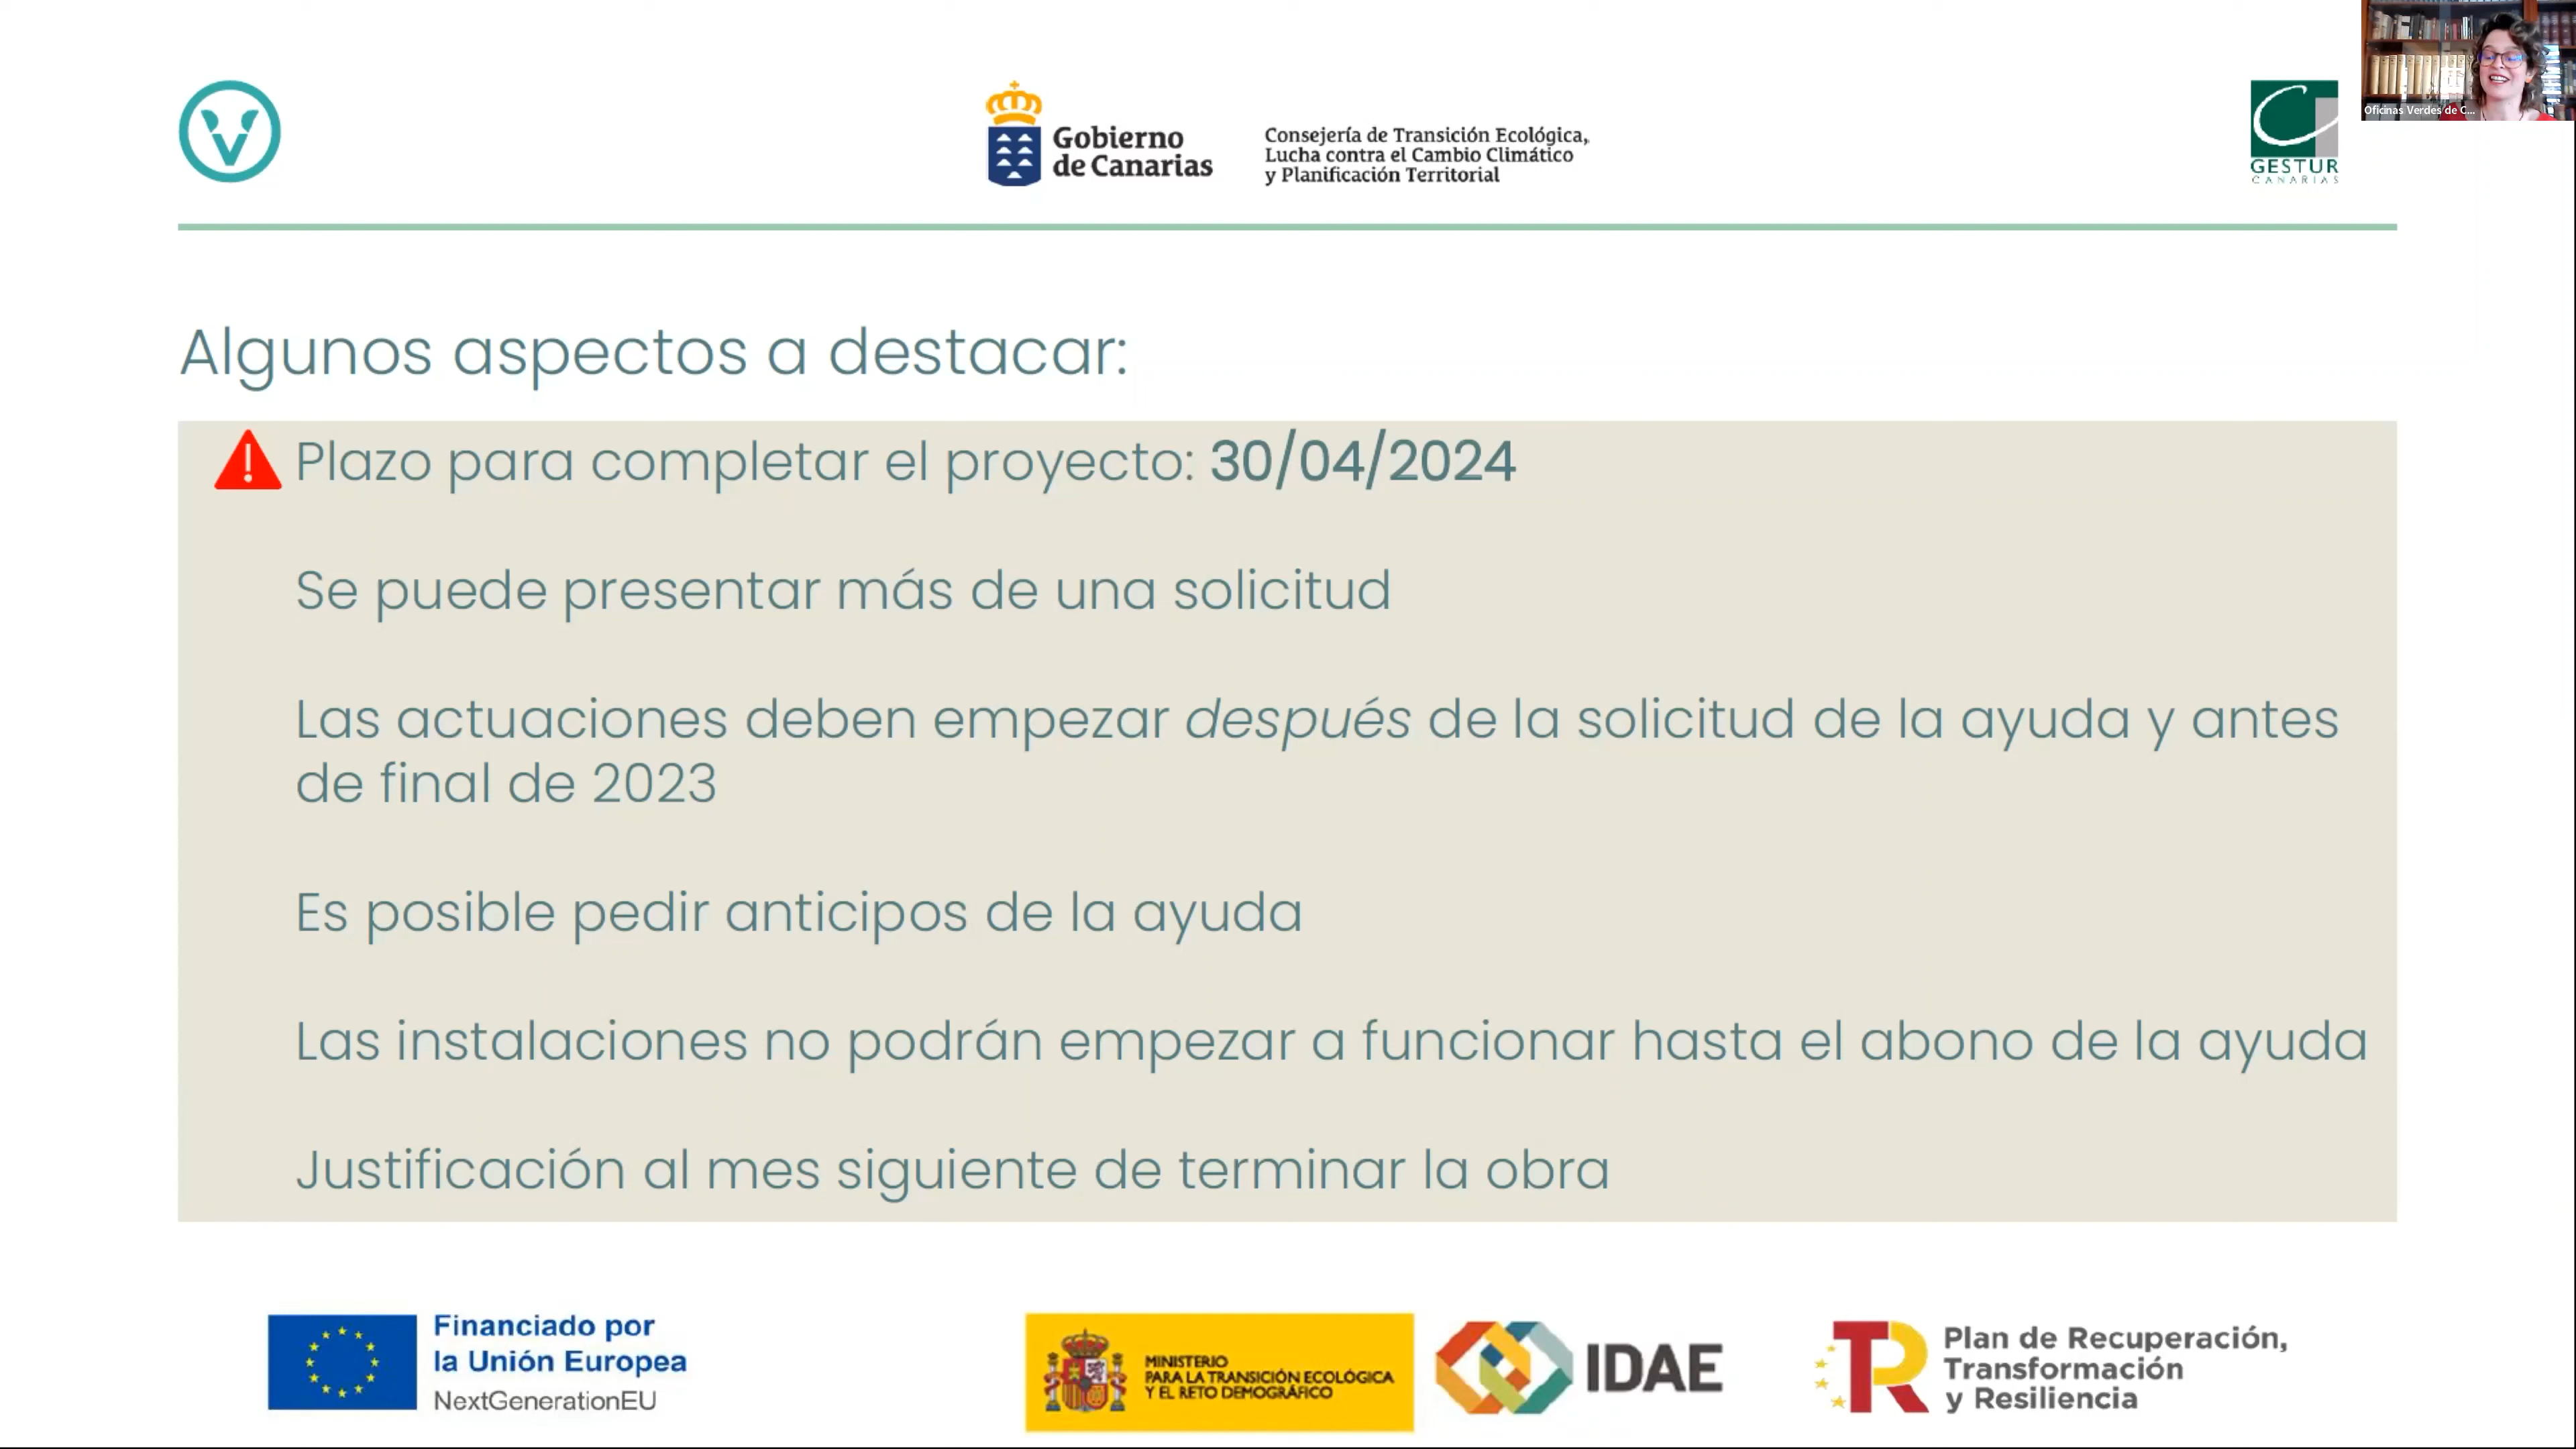 Oficinas Verdes de C...
Gobierno
de Canarias
Consejería de Transición Ecológica,
Lucha contra el Cambio Climático
y Planificación Territorial
GESTUR
CANARIAS
Algunos aspectos a destacar:
Plazo para completar el proyecto: 30/04/2024
Se puede presentar más de una solicitud
Las actuaciones deben empezar después de la solicitud de la ayuda y antes
de final de 2023
Es posible pedir anticipos de la ayuda
Las instalaciones no podrán empezar a funcionar hasta el abono de la ayuda
Justificación al mes siguiente de terminar la obra
Financiado por
la Unión Europea
NextGenerationEU
MINISTERIO
PARA LA TRANSICIÓN ECOLÓGICA
Y EL RETO DEMOGRÁFICO
IDAE
TR
Plan de Recuperación,
Transformación
y Resiliencia